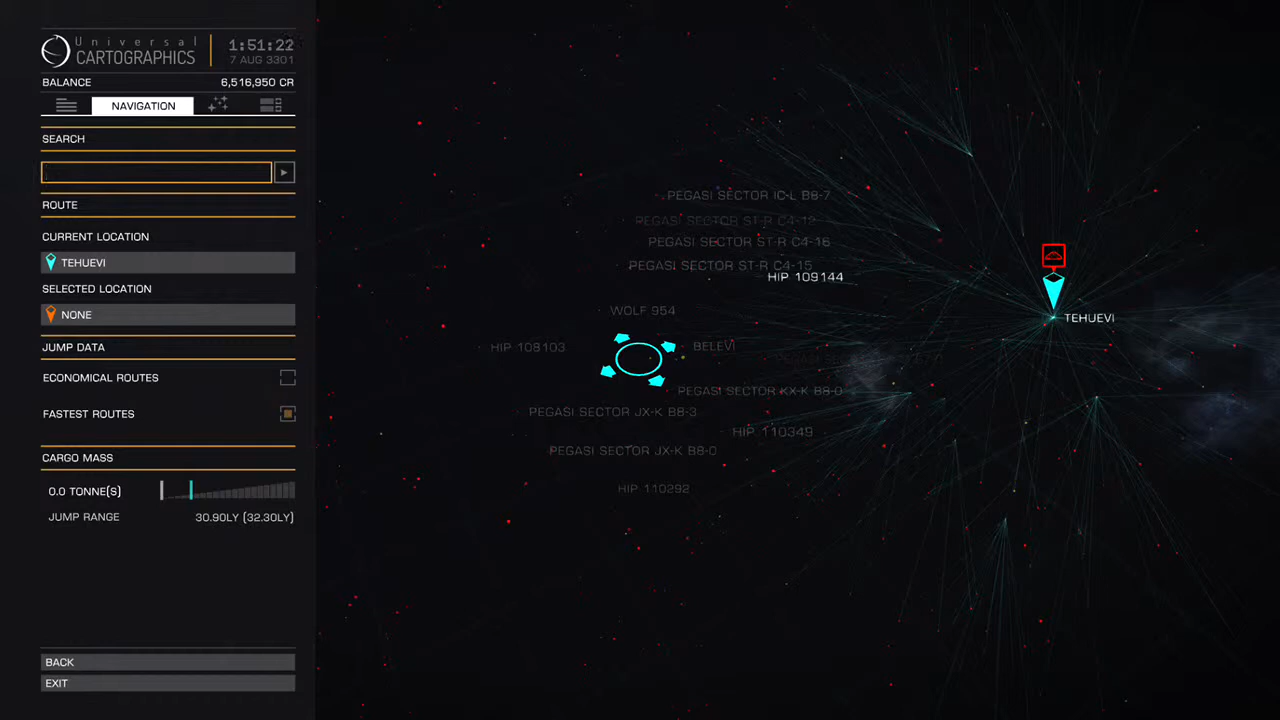 Universal
CARTOGRAPHICS
1:51:22
7 AUG 3301
BALANCE 6,516,950 CR
NAVIGATION
SEARCH
ROUTE
CURRENT LOCATION
TEHUEVI
SELECTED LOCATION
NONE
JUMP DATA
ECONOMICAL ROUTES
FASTEST ROUTES
CARGO MASS
0.0 TONNE(S)
JUMP RANGE 30.90LY (32.30LY)
BACK
EXIT
PEGASI SECTOR IC-L B8-7
PEGASI SECTOR ST-R C4-12
PEGASI SECTOR ST-R C4-16
PEGASI SECTOR ST-R C4-15
HIP 109144
WOLF 954
TEHUEVI
HIP 108103
BELEVI
PEGASI
PEGASI SECTOR KX-K B8-0
PEGASI SECTOR JX-K B8-3
HIP 110349
PEGASI SECTOR JX-K B8-0
HIP 110292